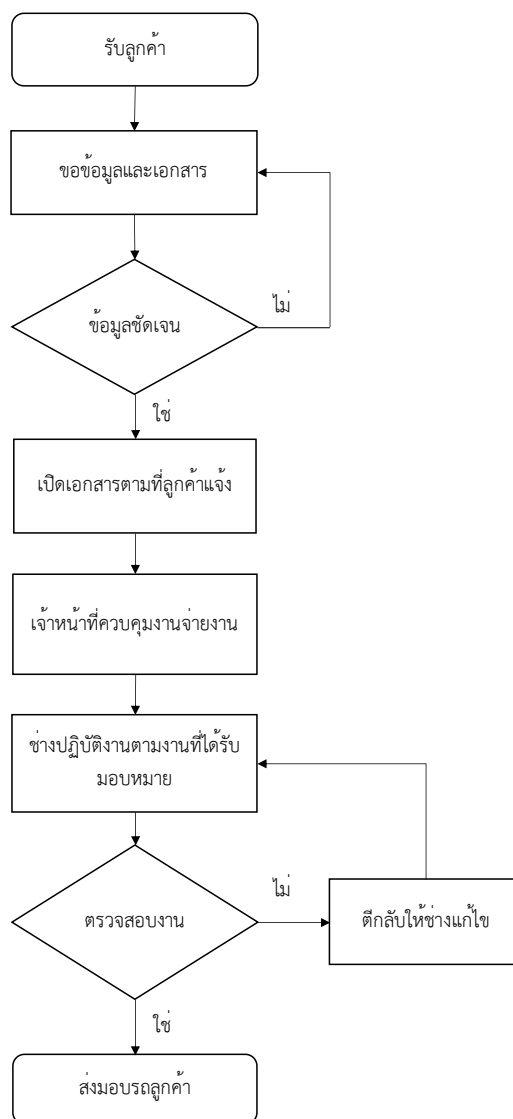 รับลูกค้า
ขอข้อมูลและเอกสาร
ไม่
ข้อมูลชัดเจน
ใช่
เปิดเอกสารตามที่ลูกค้าแจ้ง
เจ้าหน้าที่ควบคุมงานจ่ายงาน
ช่างปฏิบัติงานตามงานที่ได้รับ
มอบหมาย
ไม่
ตรวจสอบงาน
ตีกลับให้ช่างแก้ไข
ใช่
ส่งมอบรถลูกค้า